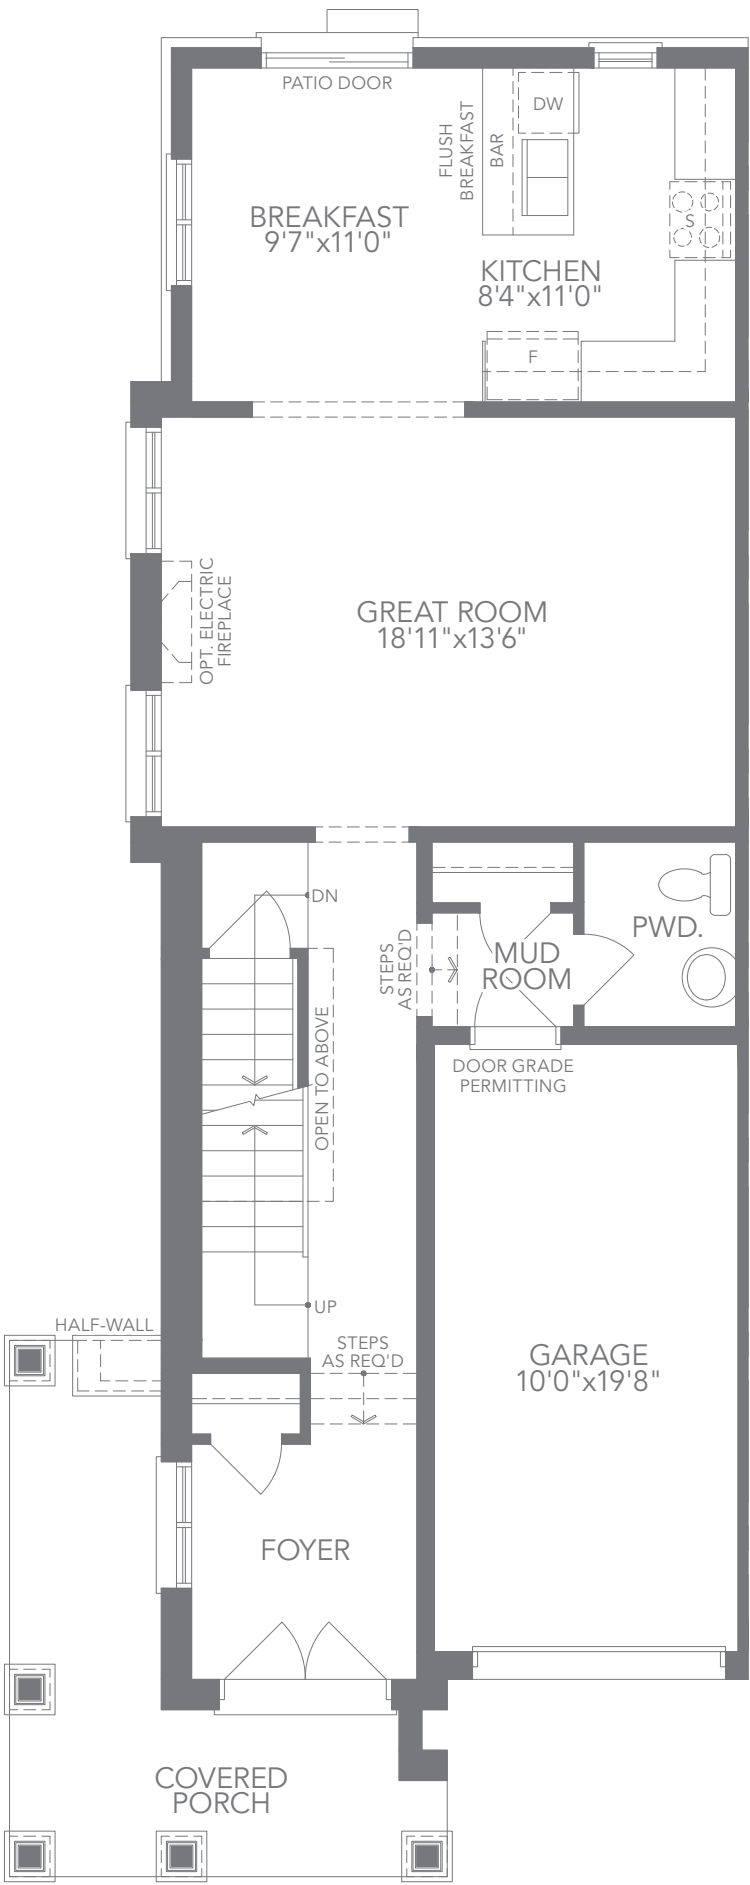 PATIO DOOR
DW
FLUSH
BREAKFAST
BAR
BREAKFAST
9'7"x11'0"
S
KITCHEN
8'4"x11'0"
F
GREAT ROOM
18'11"x13'6"
OPT. ELECTRIC
FIREPLACE
DN
PWD.
STEPS
AS REQ'D
MUD
ROOM
OPEN TO ABOVE
DOOR GRADE
PERMITTING
UP
HALF-WALL
STEPS
AS REQ'D
GARAGE
10'0"x19'8"
FOYER
COVERED
PORCH